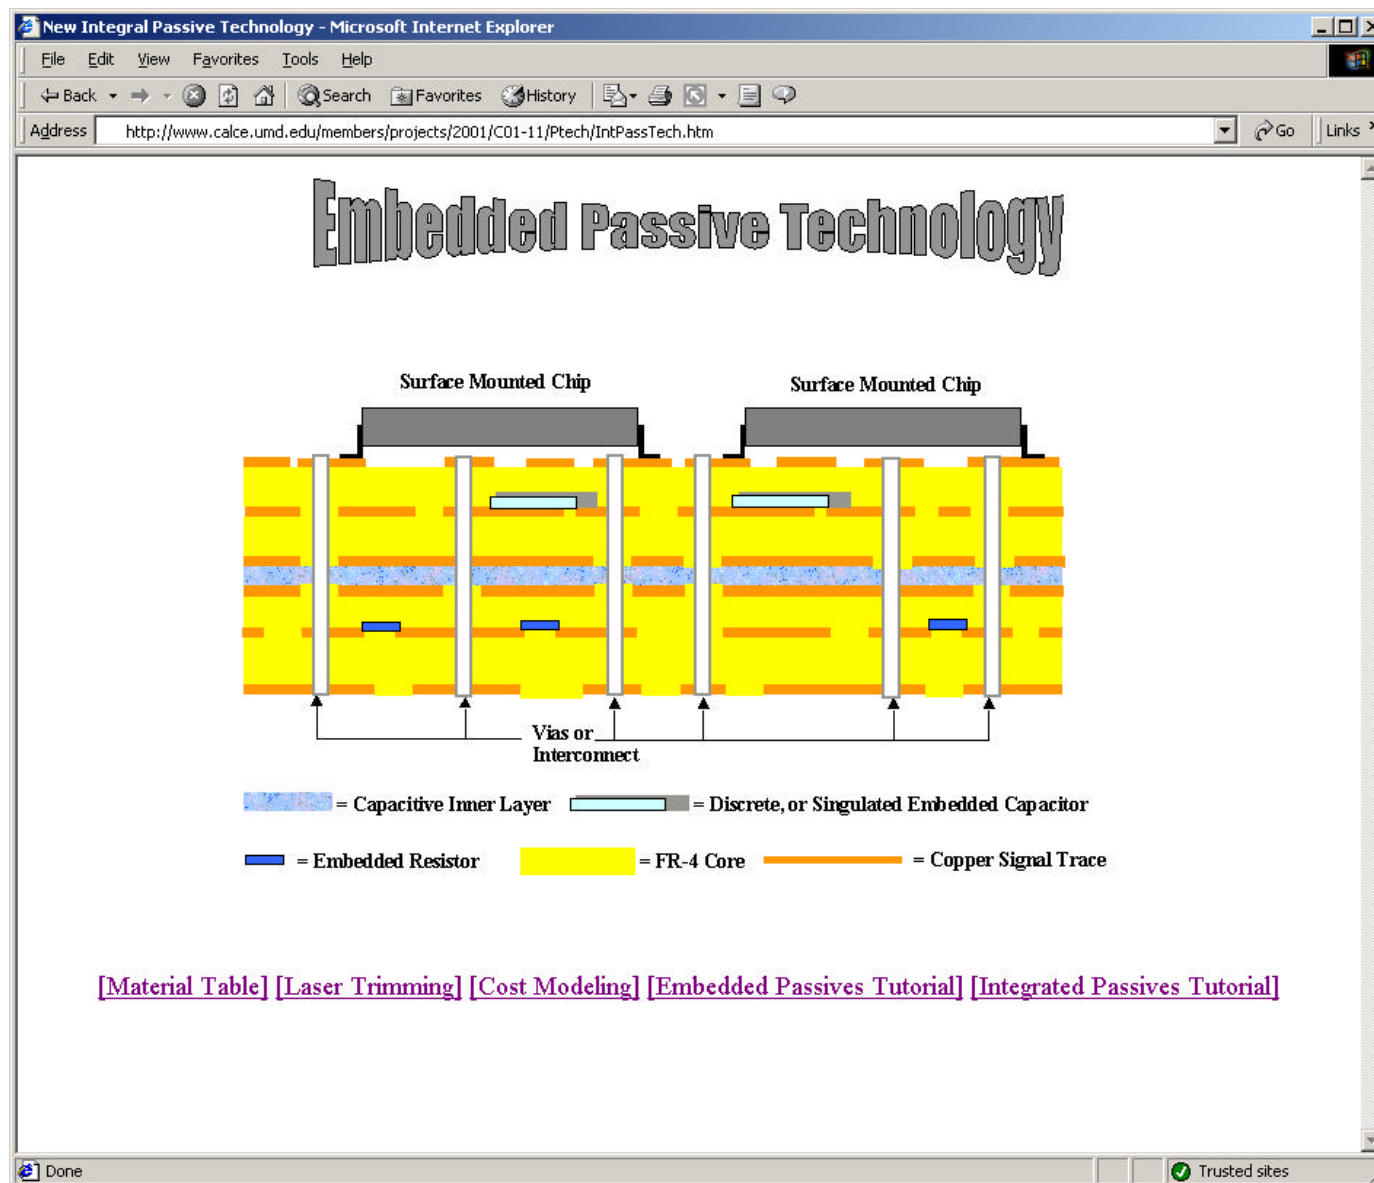 New Integral Passive Technology - Microsoft Internet Explorer
File Edit View Favorites Tools Help
Back Search Favorites History
Address http://www.calce.umd.edu/members/projects/2001/C01-11/Ptech/IntPassTech.htm Go Links
Embedded Passive Technology
Surface Mounted Chip Surface Mounted Chip
Vias or
Interconnect
= Capacitive Inner Layer = Discrete, or Singulated Embedded Capacitor
= Embedded Resistor = FR-4 Core = Copper Signal Trace
[Material Table] [Laser Trimming] [Cost Modeling] [Embedded Passives Tutorial] [Integrated Passives Tutorial]
Done Trusted sites